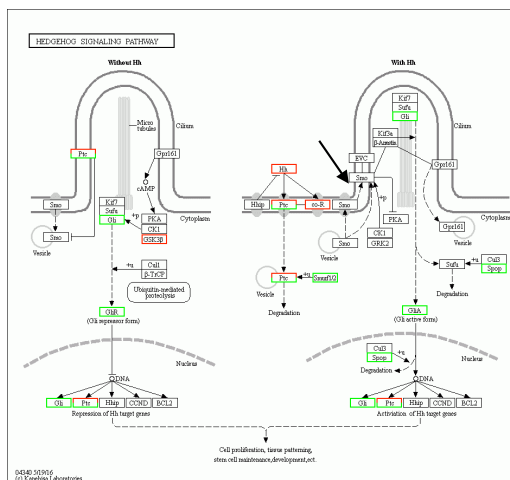 HEDGEHOG SIGNALING PATHWAY
Without Hh
With Hh
Micro
tubules
Cilium
Ptc
Gpr161
cAMP
Smo
Kif7
Sufu
Gli
+p
PKA
CK1
GSK3β
Cytoplasm
Smo
Vesicle
+u
Cul1
β-TrCP
Ubiquitin-mediated
proteolysis
GliR
(Gli repressor form)
Nucleus
DNA
Gli
Ptc
Hhip
CCND
BCL2
Repression of Hh target genes
Kif7
Sufu
Gli
Cilium
Kif3a
β-Arrestin
EVC
Smo
Gpr161
Hh
Hhip
Ptc
co-R
Smo
+p
PKA
Cytoplasm
Smo
CK1
GRK2
Gpr161
Vesicle
Vesicle
Ptc
+u
Smurf1/2
Degradation
Sufu
+u
Cul3
Spop
Degradation
GliA
(Gli active form)
Cul3
Spop
+u
Nucleus
Degradation
DNA
Gli
Ptc
Hhip
CCND
BCL2
Activiation of Hh target genes
Cell proliferation, tissue patterning,
stem cell maintenance,development,ect.
04340 5/19/16
(c) Kanehisa Laboratories